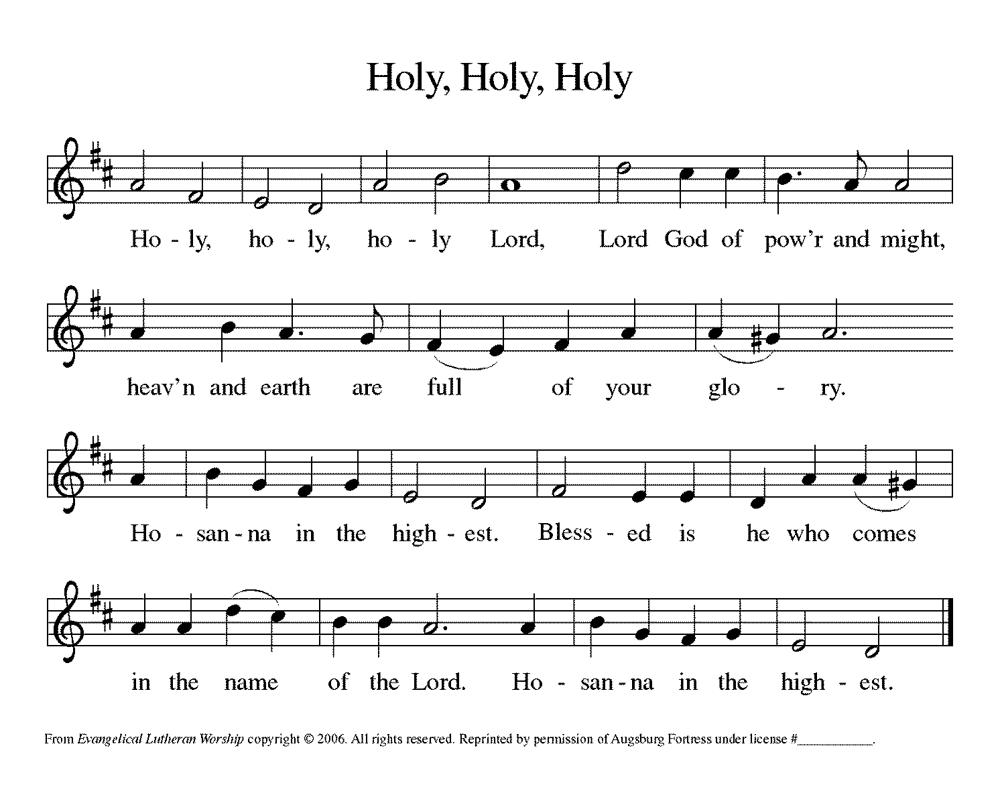 Holy, Holy, Holy
Ho - ly, ho - ly, ho - ly Lord, Lord God of pow’r and might,
heav’n and earth are full of your glo - ry.
Ho - san - na in the high - est. Bless - ed is he who comes
in the name of the Lord. Ho - san - na in the high - est.
From Evangelical Lutheran Worship copyright © 2006. All rights reserved. Reprinted by permission of Augsburg Fortress under license #___________.